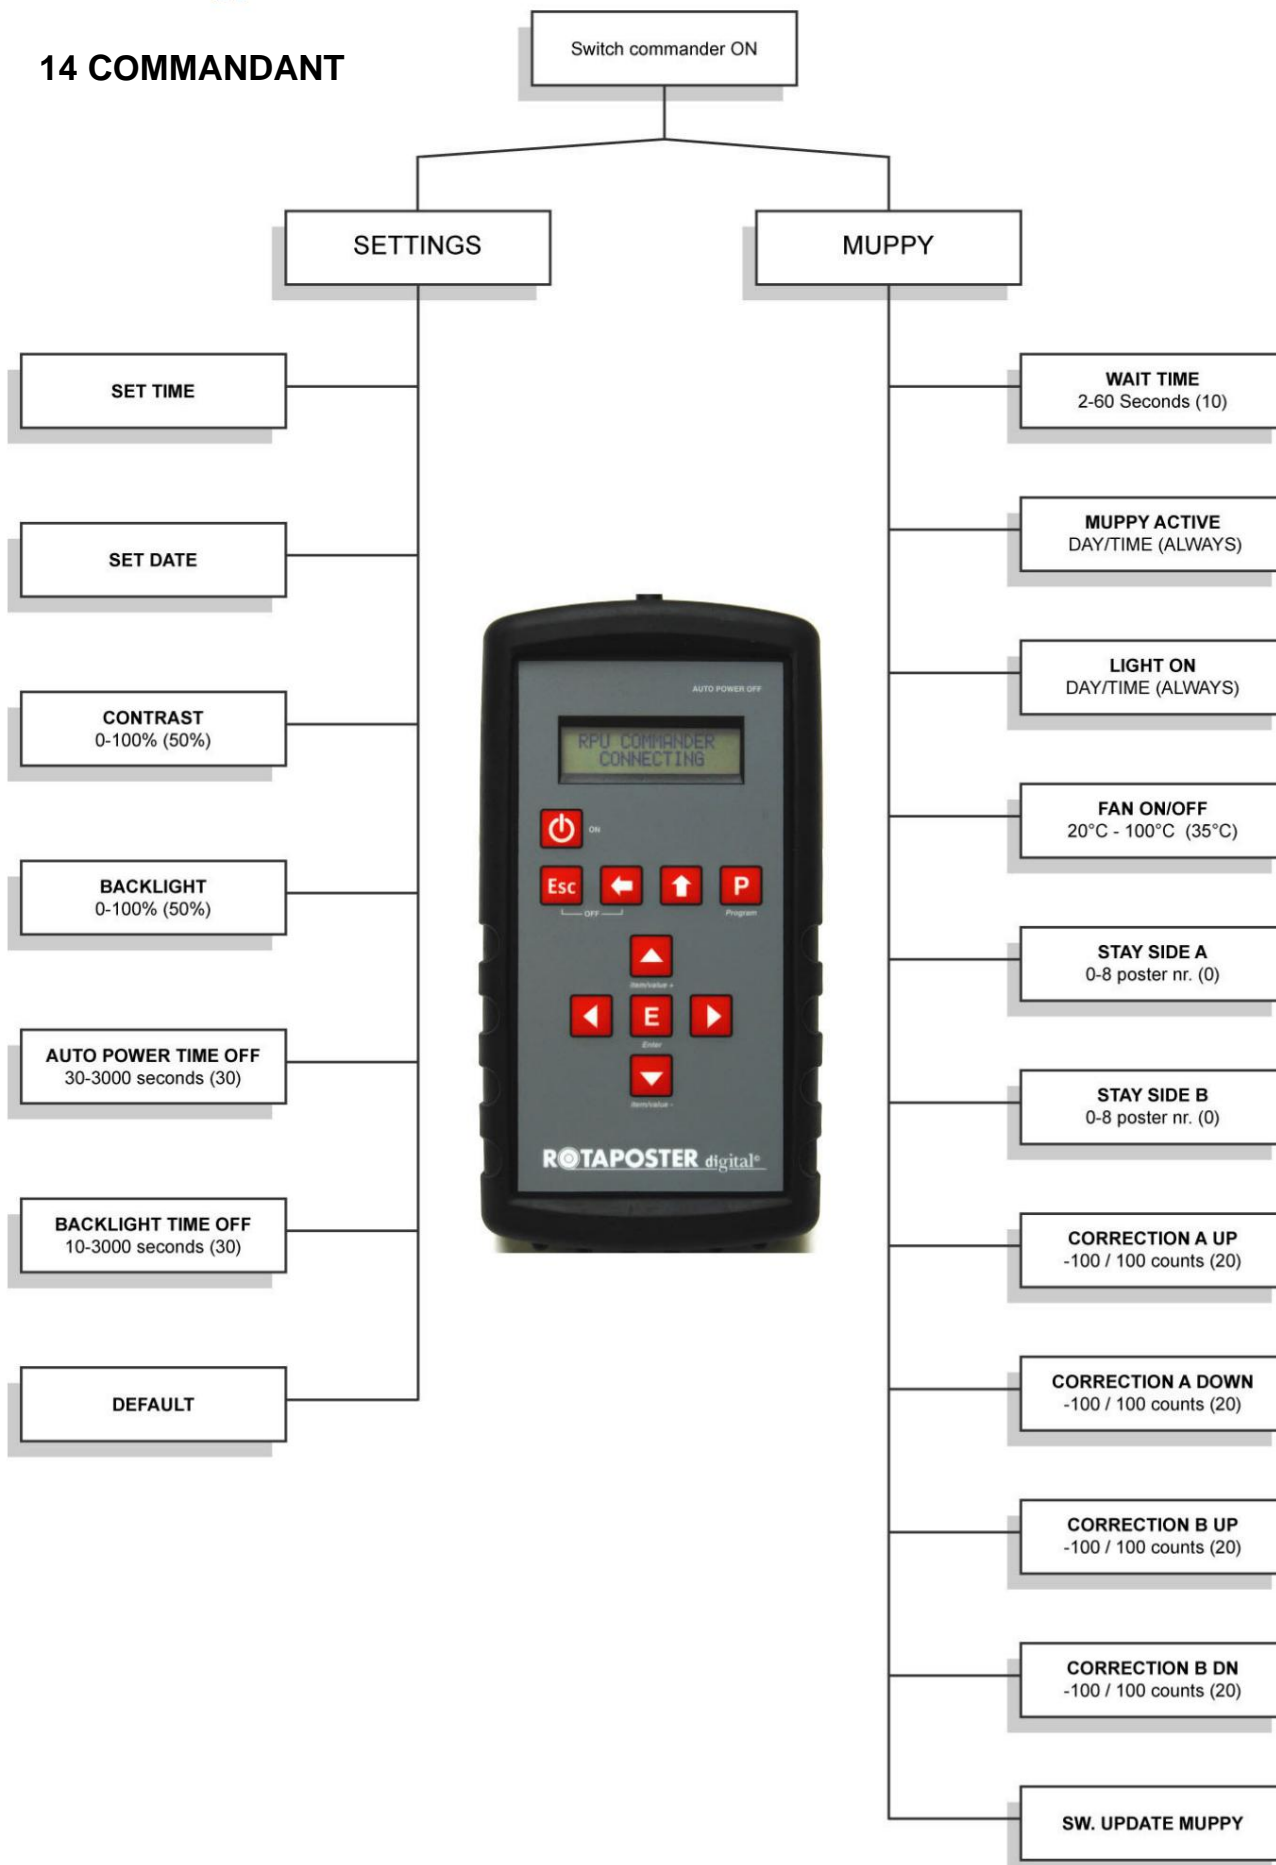 14 COMMANDANT
Switch commander ON
SETTINGS
MUPPY
SET TIME
SET DATE
CONTRAST
0-100% (50%)
BACKLIGHT
0-100% (50%)
AUTO POWER TIME OFF
30-3000 seconds (30)
BACKLIGHT TIME OFF
10-3000 seconds (30)
DEFAULT
AUTO POWER OFF
RPU COMMANDER
CONNECTING
ON
Esc
P
OFF
Program
item/value +
E
Enter
item/value -
ROTAPOSTER digital©
WAIT TIME
2-60 Seconds (10)
MUPPY ACTIVE
DAY/TIME (ALWAYS)
LIGHT ON
DAY/TIME (ALWAYS)
FAN ON/OFF
20°C - 100°C (35°C)
STAY SIDE A
0-8 poster nr. (0)
STAY SIDE B
0-8 poster nr. (0)
CORRECTION A UP
-100 / 100 counts (20)
CORRECTION A DOWN
-100 / 100 counts (20)
CORRECTION B UP
-100 / 100 counts (20)
CORRECTION B DN
-100 / 100 counts (20)
SW. UPDATE MUPPY